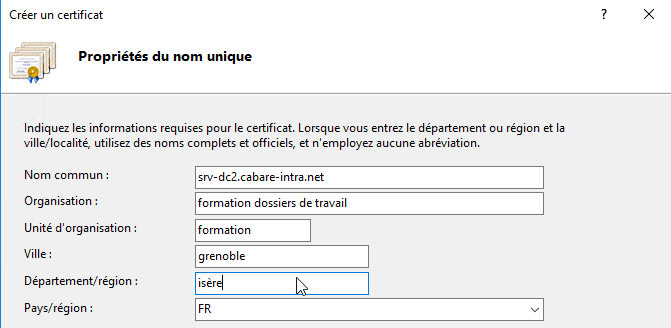 Créer un certificat
Propriétés du nom unique
Indiquez les informations requises pour le certificat. Lorsque vous entrez le département ou région et la
ville/localité, utilisez des noms complets et officiels, et n'employez aucune abréviation.
Nom commun : srv-dc2.cabare-intra.net
Organisation : formation dossiers de travail
Unité d'organisation : formation
Ville : grenoble
Département/région : isère
Pays/région : FR